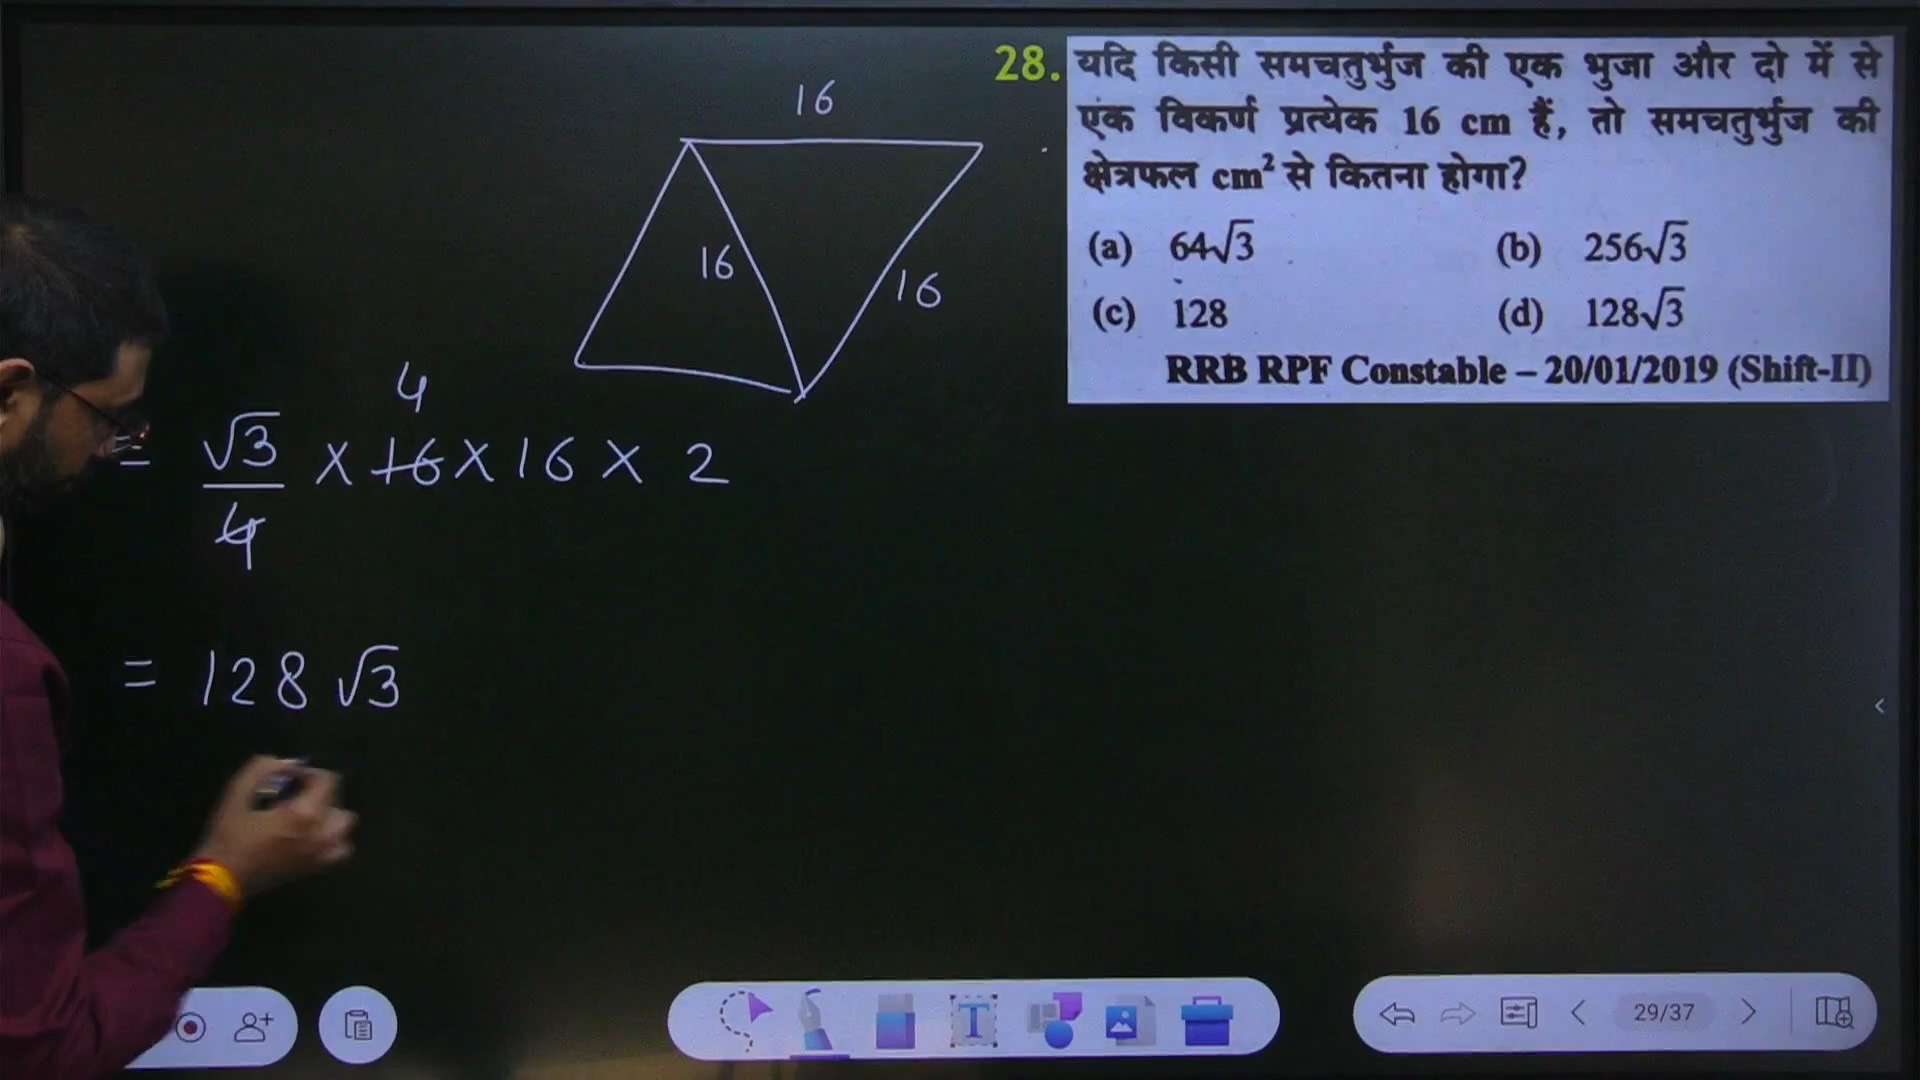 28. यदि किसी समचतुर्भुज की एक भुजा और दो में से
एक विकर्ण प्रत्येक 16 cm हैं, तो समचतुर्भुज की
क्षेत्रफल cm² से कितना होगा?
(a) 64√3 (b) 256√3
(c) 128 (d) 128√3
RRB RPF Constable – 20/01/2019 (Shift-II)
16
16
16
4
= √3/4 × 16 × 16 × 2
= 128 √3
T
29/37